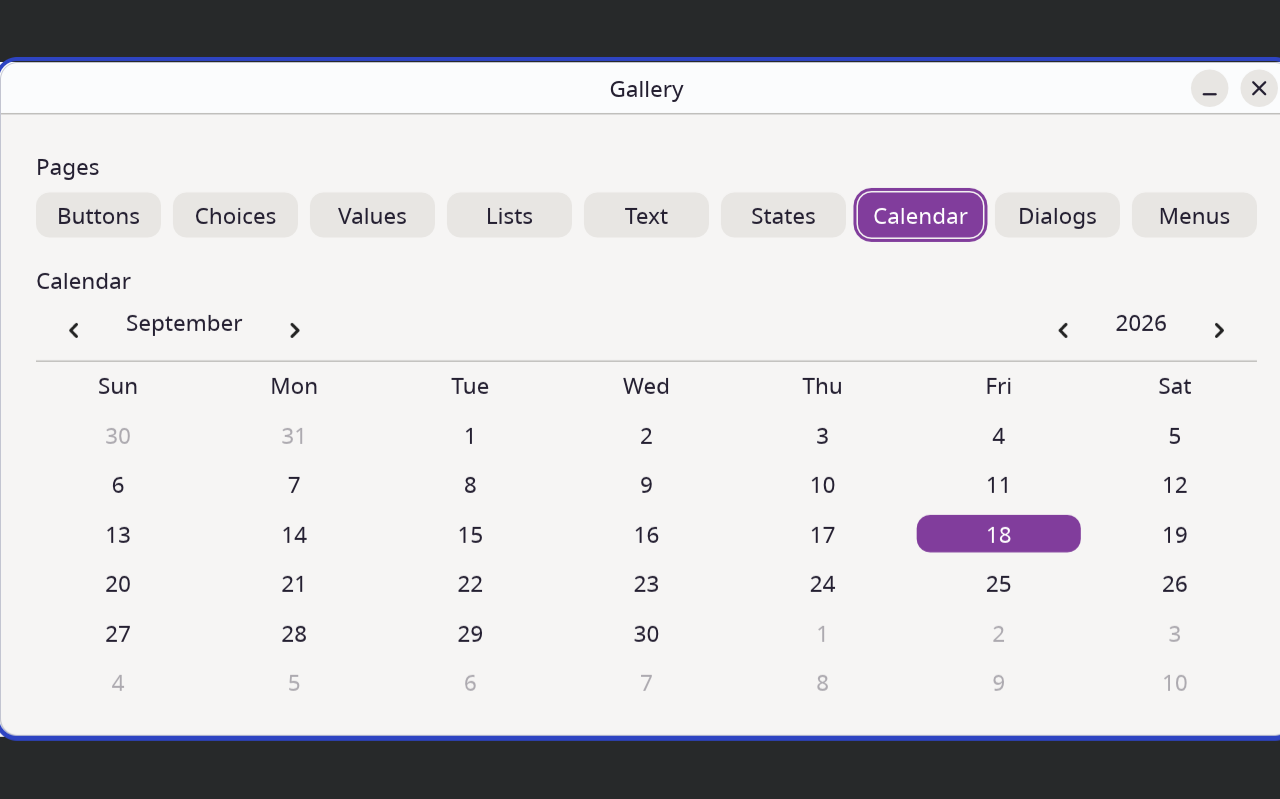 Gallery
Pages
Buttons Choices Values Lists Text States Calendar Dialogs Menus
Calendar
September 2026
Sun Mon Tue Wed Thu Fri Sat
30 31 1 2 3 4 5
6 7 8 9 10 11 12
13 14 15 16 17 18 19
20 21 22 23 24 25 26
27 28 29 30 1 2 3
4 5 6 7 8 9 10